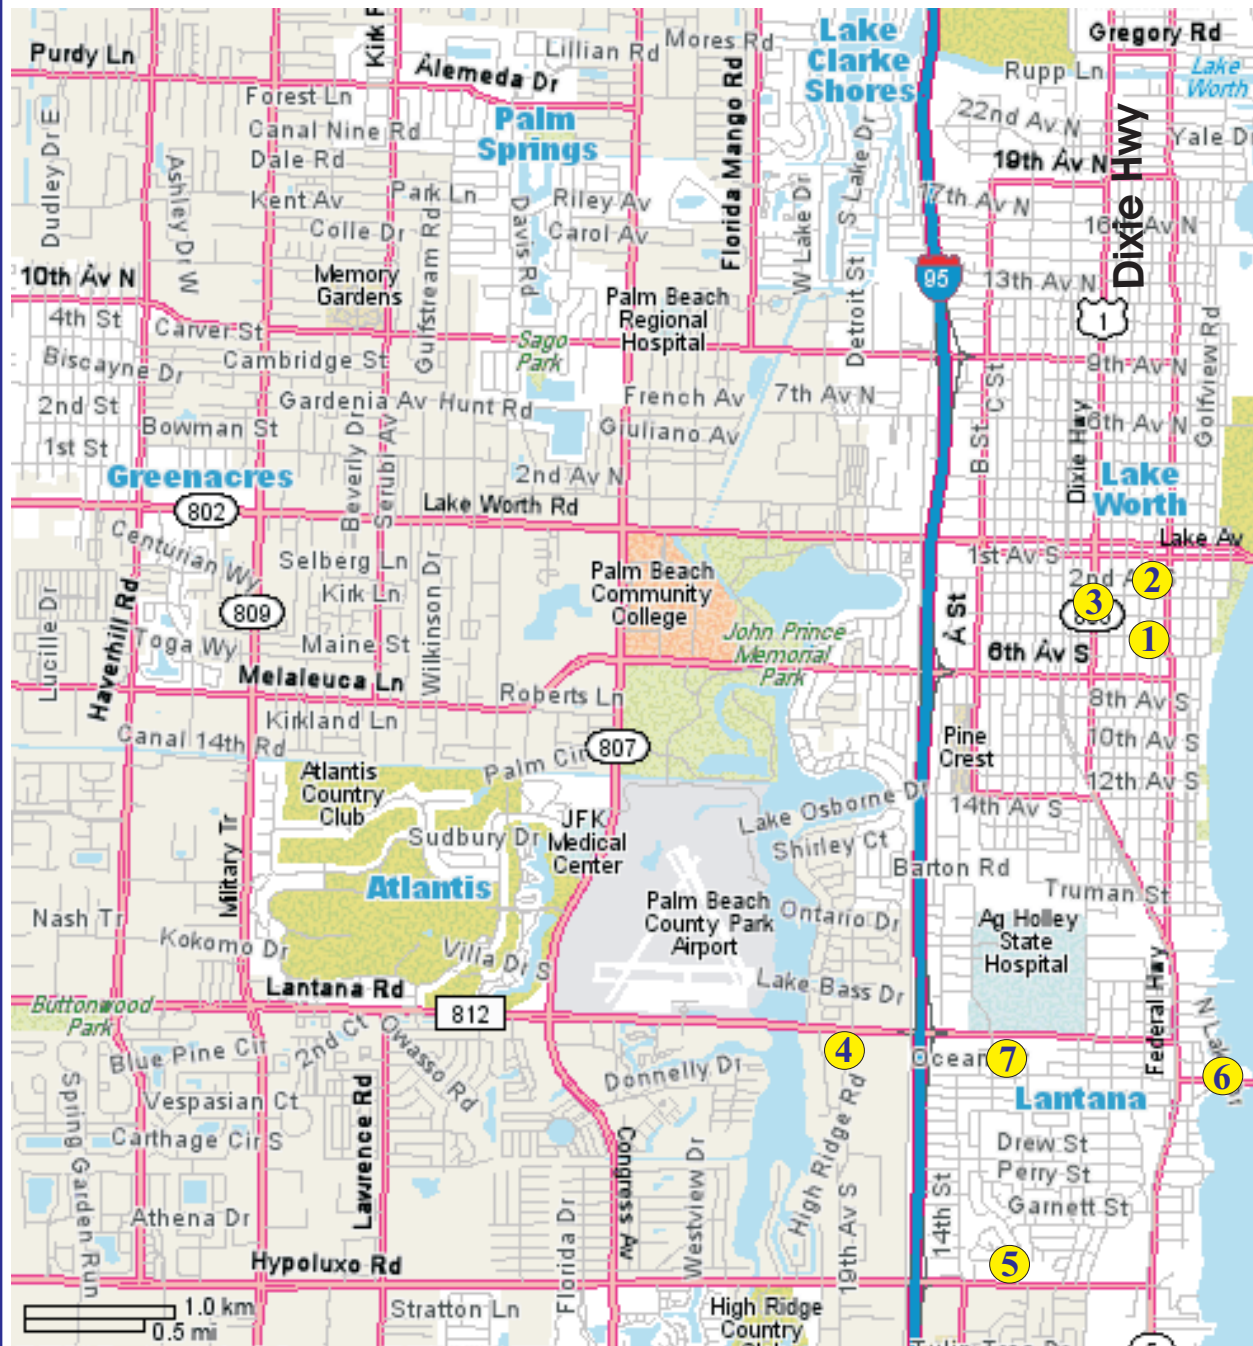 Purdy Ln
Kirk
Alemeda Dr
Lillian Rd
Mores Rd
Lake
Clarke
Shores
Gregory Rd
Rupp Ln
Lake
Worth
Forest Ln
Canal Nine Rd
Palm
Springs
Florida Mango Rd
22nd Av N
Dixie Hwy
Yale
Dudley Dr E
Ashley Dr W
Dale Rd
Kent Av
Park Ln
Colle Dr
Gulfstream Rd
Davis Rd
Riley Av
Carol Av
W Lake Dr
S Lake Dr
Detroit St
19th Av N
17th Av N
16th Av N
13th Av N
95
1
10th Av N
4th St
Memory
Gardens
Palm Beach
Regional
Hospital
Carver St
Biscayne Dr
Cambridge St
Sago
Park
2nd St
Gardenia Av
Hunt Rd
French Av
7th Av N
C St
9th Av N
Golfview Rd
Bowman St
1st St
Beverly Dr
Serubi Av
Giuliano Av
B St
Dixie Hwy
6th Av N
Greenacres
2nd Av N
Lake
Worth
802
Lake Worth Rd
Lake Av
Centurian Wy
Selberg Ln
Kirk Ln
Wilkinson Dr
Palm Beach
Community
College
1st Av S
2nd
2
3
1
809
Lucille Dr
Haverhill Rd
Toga Wy
Maine St
John Prince
Memorial
Park
A St
6th Av S
Melaleuca Ln
Roberts Ln
8th Av S
Kirkland Ln
Canal 14th Rd
Palm Cir
807
Pine
Crest
10th Av S
12th Av S
14th Av S
Atlantis
Country
Club
Sudbury Dr
JFK
Medical
Center
Lake Osborne Dr
Shirley Ct
Barton Rd
Military Tr
Atlantis
Truman St
Nash Tr
Kokomo Dr
Villa Dr S
Palm Beach
County Park
Airport
Ontario Dr
Ag Holley
State
Hospital
Lake Bass Dr
Federal Hwy
Lantana Rd
Buttonwood
Park
812
Blue Pine Cir
2nd Ct
Owasso Rd
Donnelly Dr
4
Ocean
7
6
Lantana
Spring Garden Run
Vespasian Ct
Carthage Cir S
Lawrence Rd
High Ridge Rd
Drew St
Perry St
Garnett St
Athena Dr
Congress Av
Westview Dr
19th Av S
14th St
Florida Dr
Hypoluxo Rd
5
1.0 km
0.5 mi
Stratton Ln
High Ridge
Country